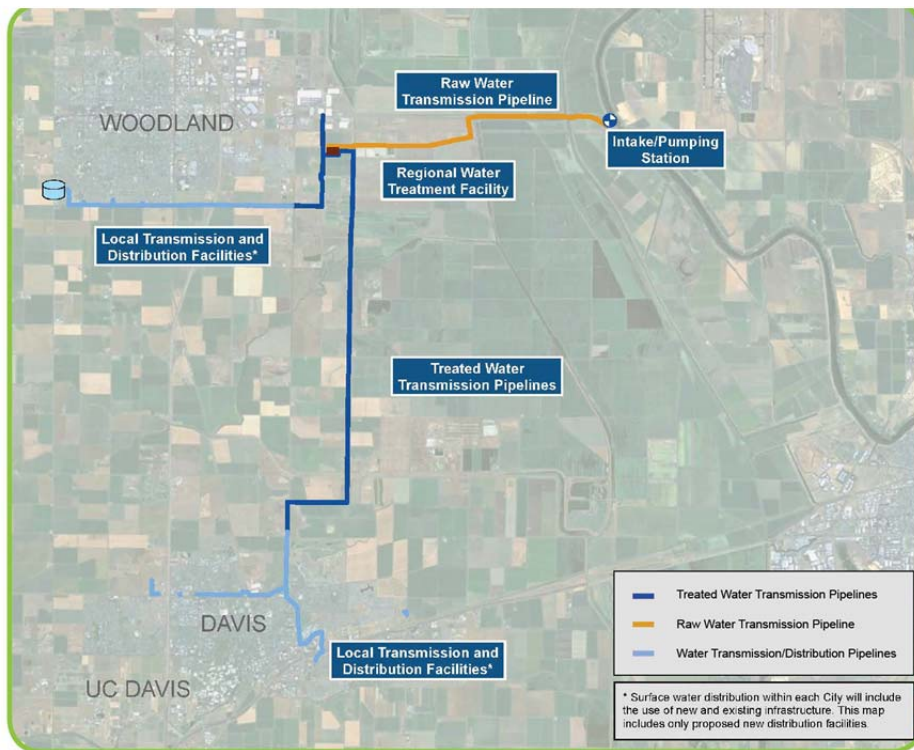 Raw Water
Transmission Pipeline
WOODLAND
Intake/Pumping
Station
Regional Water
Treatment Facility
Local Transmission and
Distribution Facilities*
Treated Water
Transmission Pipelines
Treated Water Transmission Pipelines
Raw Water Transmission Pipeline
Water Transmission/Distribution Pipelines
DAVIS
Local Transmission and
Distribution Facilities*
UC DAVIS
* Surface water distribution within each City will include
the use of new and existing infrastructure. This map
includes only proposed new distribution facilities.